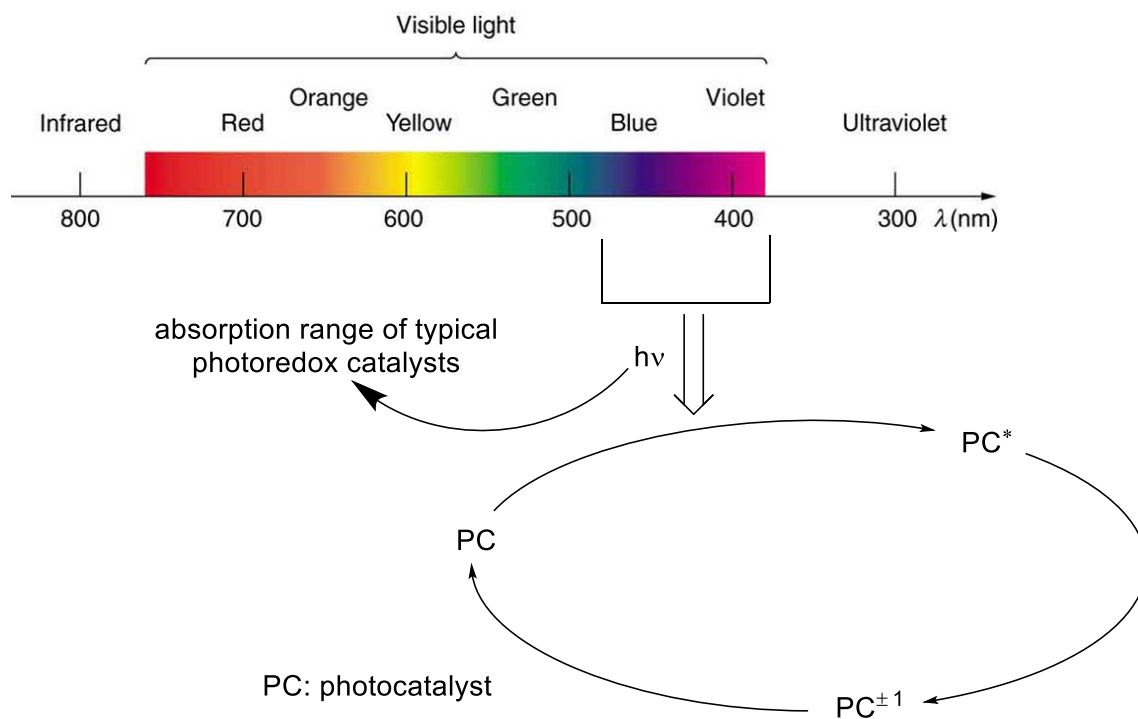 Visible light
Orange Green Violet
Infrared Red Yellow Blue Ultraviolet
800 700 600 500 400 300 λ(nm)
absorption range of typical
photoredox catalysts
hν
PC*
PC
PC: photocatalyst
PC±1